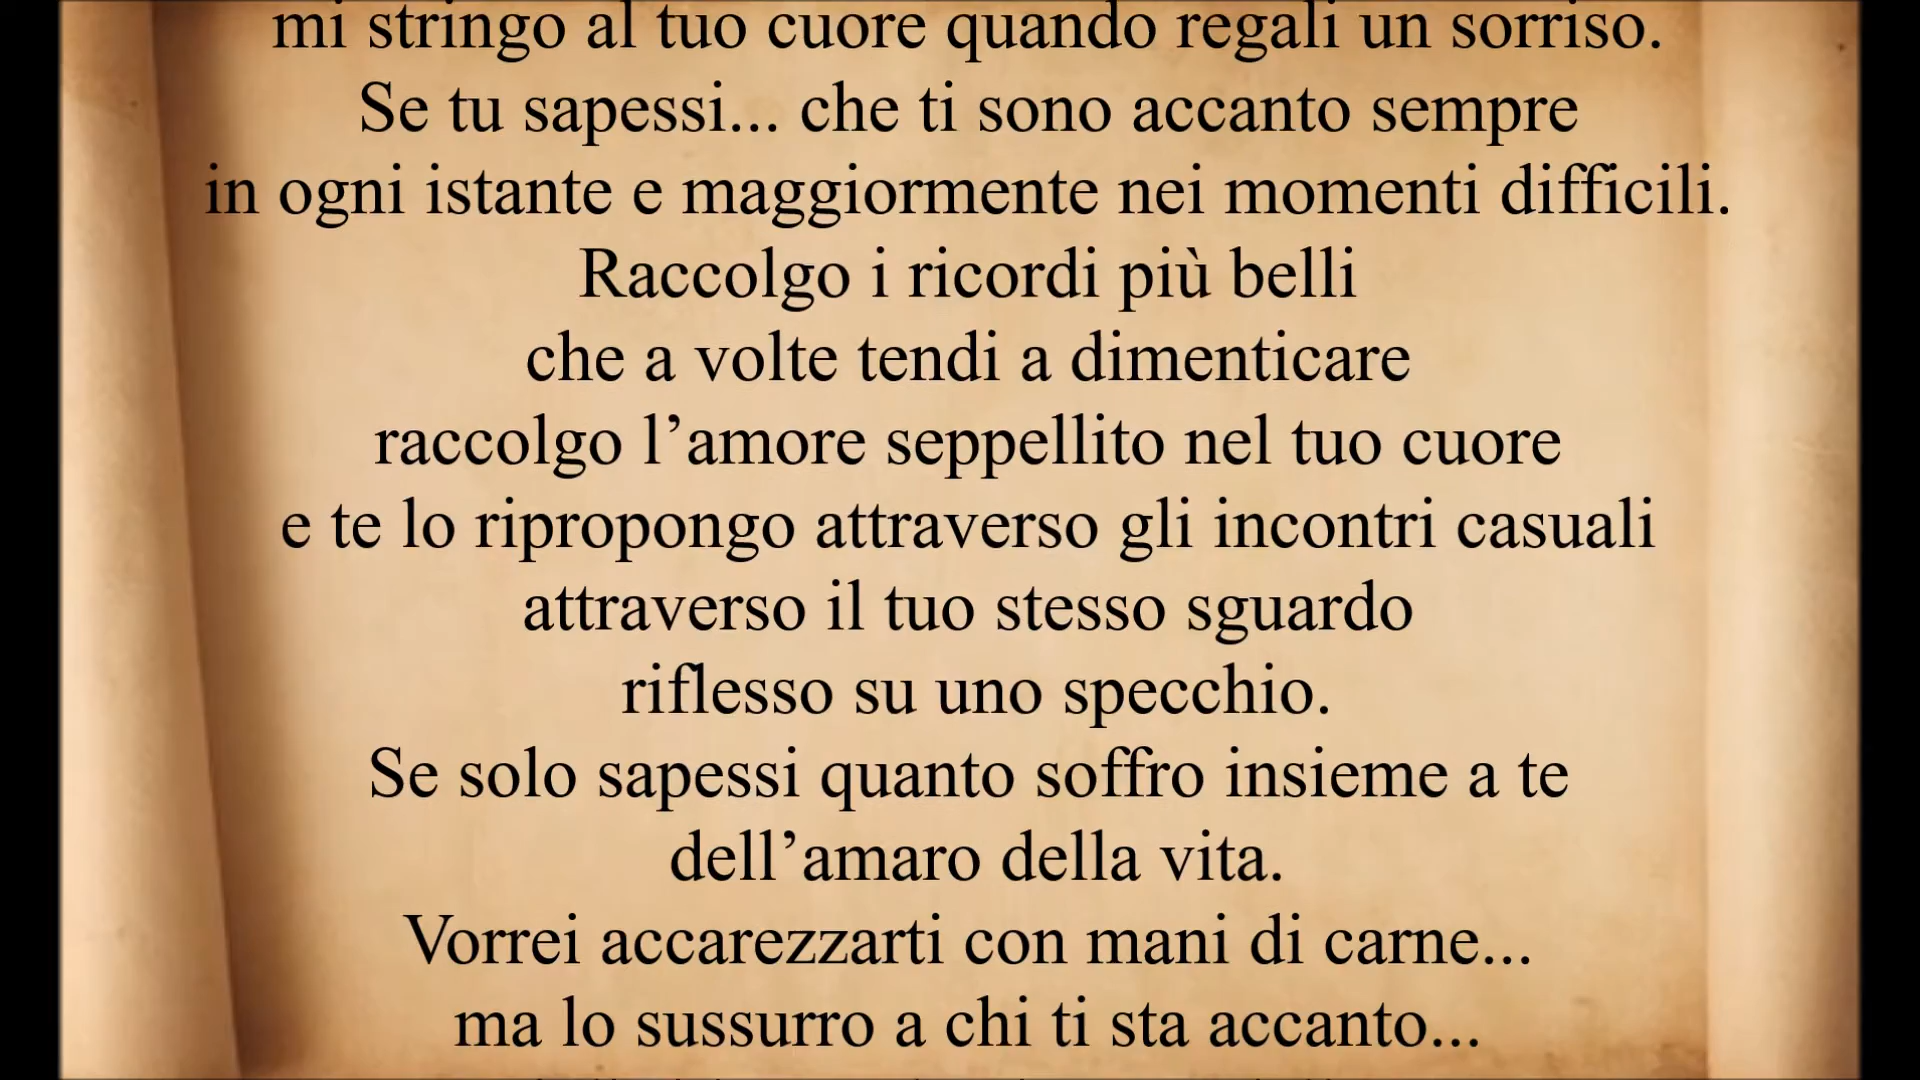 mi stringo al tuo cuore quando regali un sorriso.
Se tu sapessi... che ti sono accanto sempre
in ogni istante e maggiormente nei momenti difficili.
Raccolgo i ricordi più belli
che a volte tendi a dimenticare
raccolgo l’amore seppellito nel tuo cuore
e te lo ripropongo attraverso gli incontri casuali
attraverso il tuo stesso sguardo
riflesso su uno specchio.
Se solo sapessi quanto soffro insieme a te
dell’amaro della vita.
Vorrei accarezzarti con mani di carne...
ma lo sussurro a chi ti sta accanto...